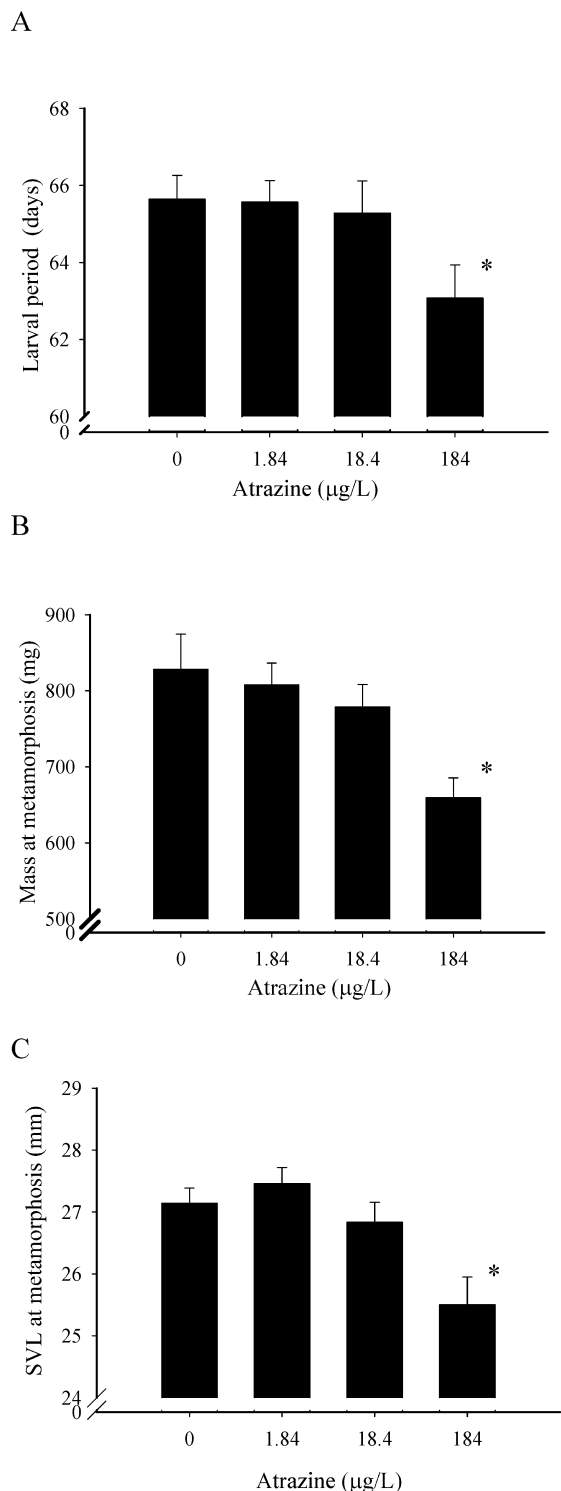 A
68
66
64
62
60
0
Larval period (days)
*
0 1.84 18.4 184
Atrazine (µg/L)
B
900
800
700
600
500
0
Mass at metamorphosis (mg)
*
0 1.84 18.4 184
Atrazine (µg/L)
C
29
28
27
26
25
24
0
SVL at metamorphosis (mm)
*
0 1.84 18.4 184
Atrazine (µg/L)